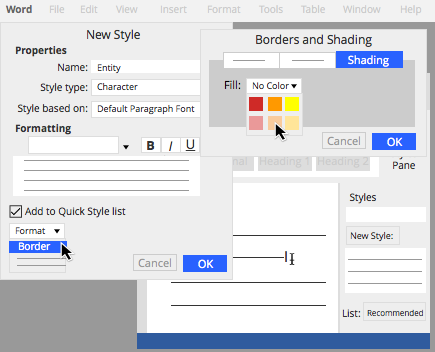 Word File Edit View Insert Format Tools Table Window Help
New Style
Properties
Name: Entity
Style type: Character
Style based on: Default Paragraph Font
Formatting
B I U
Add to Quick Style list
Format
Border
Cancel OK
Borders and Shading
Shading
Fill: No Color
Cancel OK
Heading 1 Heading 2
Pane
Styles
New Style:
List: Recommended